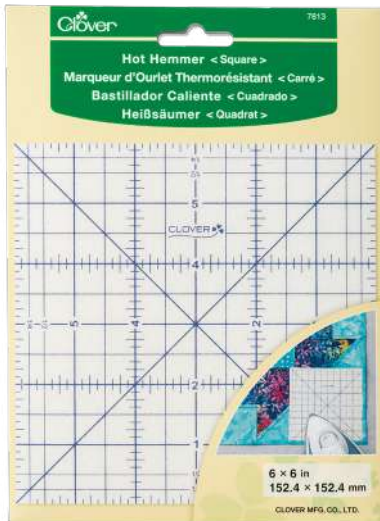 7813
Clover
Hot Hemmer < Square >
Marqueur d'Ourlet Thermorésistant < Carré >
Bastillador Caliente < Cuadrado >
Heißsäumer < Quadrat >
5
CLOVER
4
5
4
2
2
1
6 × 6 in
152.4 × 152.4 mm
CLOVER MFG. CO., LTD.